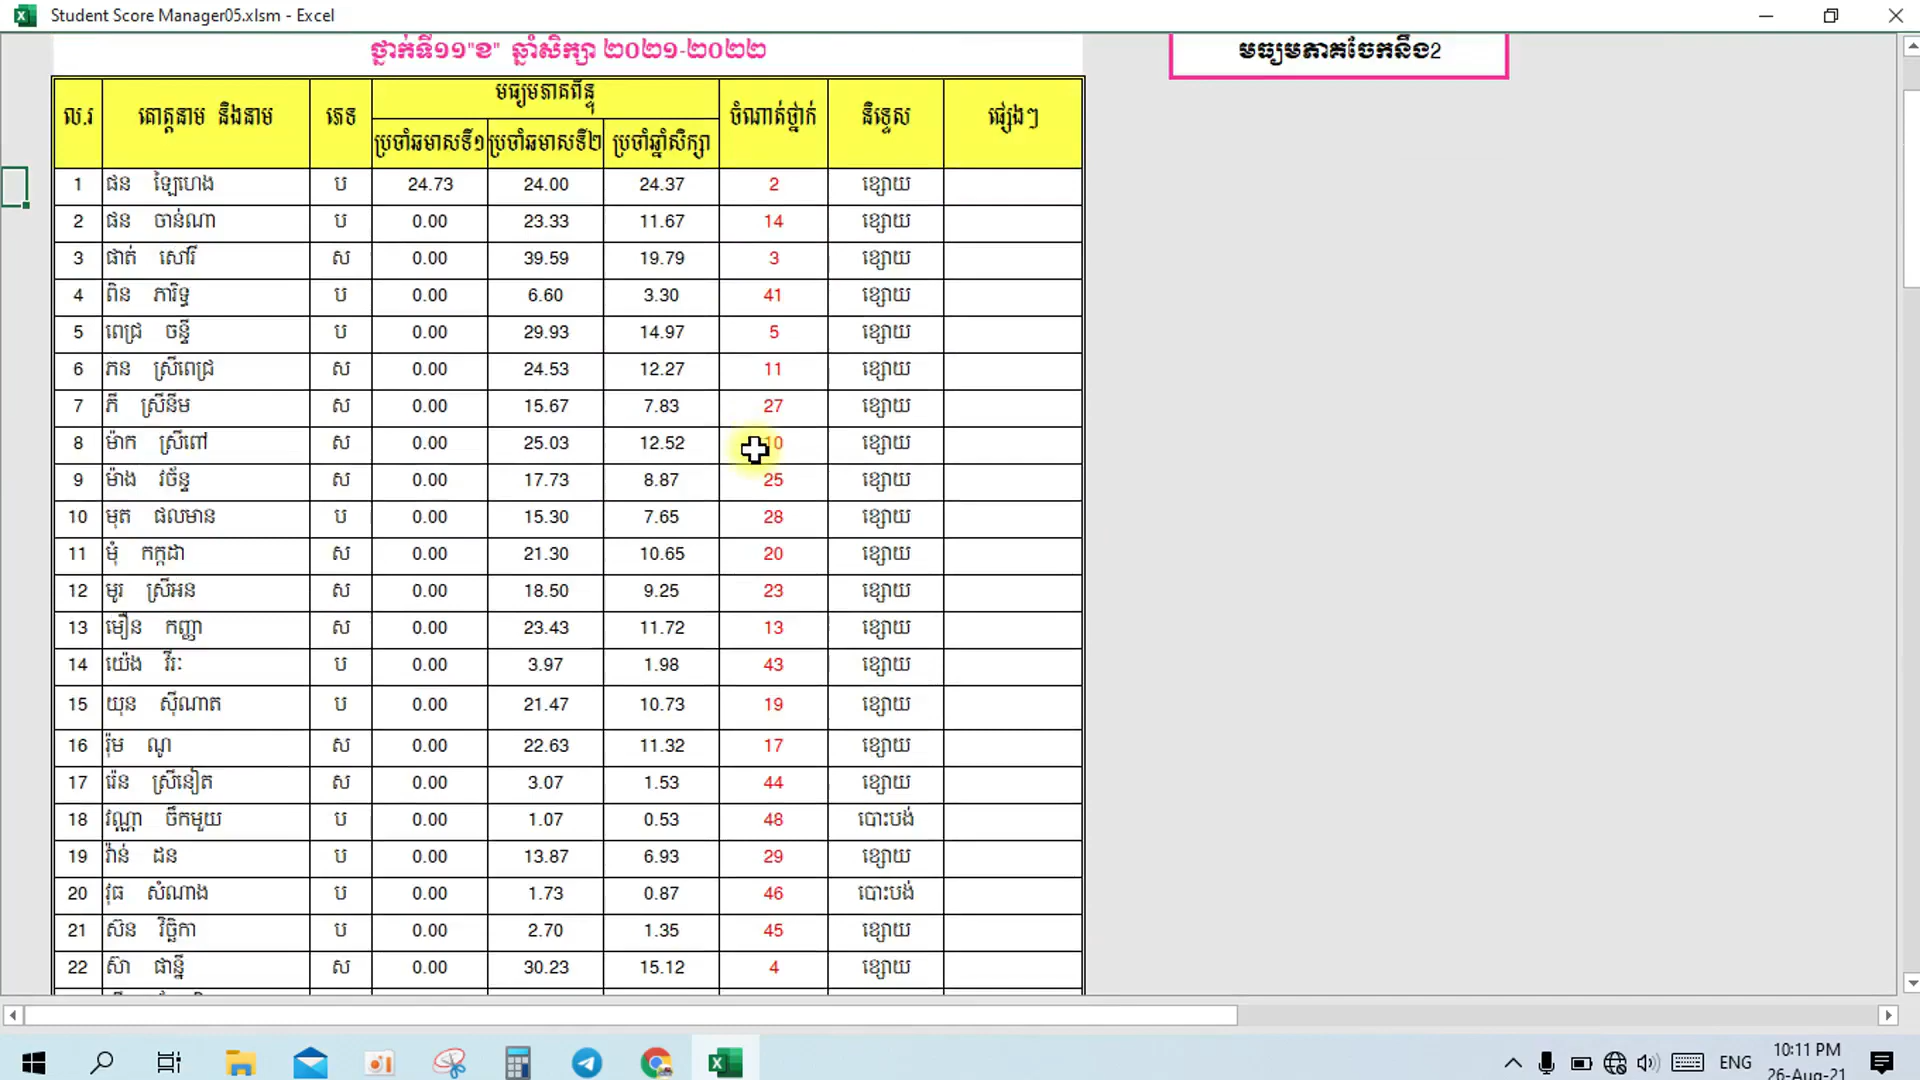 Student Score Manager05.xlsm - Excel
ថ្នាក់ទី១១"ខ" ឆ្នាំសិក្សា ២០២១-២០២២
មធ្យមភាគចែកនឹង2
ល.រ គោត្តនាម និងនាម ភេទ មធ្យមភាគពិន្ទុ ចំណាត់ថ្នាក់ និទ្ទេស ផ្សេងៗ
ប្រចាំឆមាសទី១ ប្រចាំឆមាសទី២ ប្រចាំឆ្នាំសិក្សា
1 ផន ឡៃហេង ប 24.73 24.00 24.37 2 ខ្សោយ
2 ផន ចាន់ណា ប 0.00 23.33 11.67 14 ខ្សោយ
3 ផាត់ សៅរី ស 0.00 39.59 19.79 3 ខ្សោយ
4 ពិន ភារិទ្ធ ប 0.00 6.60 3.30 41 ខ្សោយ
5 ពេជ្រ ចន្ធី ប 0.00 29.93 14.97 5 ខ្សោយ
6 ភន ស្រីពេជ្រ ស 0.00 24.53 12.27 11 ខ្សោយ
7 ភី ស្រីនីម ស 0.00 15.67 7.83 27 ខ្សោយ
8 ម៉ាក ស្រីពៅ ស 0.00 25.03 12.52 10 ខ្សោយ
9 ម៉ាង វច័ន្ទ ស 0.00 17.73 8.87 25 ខ្សោយ
10 មុត ផលមាន ប 0.00 15.30 7.65 28 ខ្សោយ
11 មុំ កក្កដា ស 0.00 21.30 10.65 20 ខ្សោយ
12 មូរ ស្រីអន ស 0.00 18.50 9.25 23 ខ្សោយ
13 មឿន កញ្ញា ស 0.00 23.43 11.72 13 ខ្សោយ
14 យ៉េង វីរៈ ប 0.00 3.97 1.98 43 ខ្សោយ
15 យុន ស៊ីណាត ប 0.00 21.47 10.73 19 ខ្សោយ
16 រ៉ុម ណូ ស 0.00 22.63 11.32 17 ខ្សោយ
17 រ៉េន ស្រីនៀត ស 0.00 3.07 1.53 44 ខ្សោយ
18 វណ្ណា ចឹកមួយ ប 0.00 1.07 0.53 48 បោះបង់
19 វ៉ាន់ ដន ប 0.00 13.87 6.93 29 ខ្សោយ
20 វុធ សំណាង ប 0.00 1.73 0.87 46 បោះបង់
21 ស៊ន វិច្ឆិកា ប 0.00 2.70 1.35 45 ខ្សោយ
22 ស៊ា ផាន្នី ស 0.00 30.23 15.12 4 ខ្សោយ
ENG
10:11 PM
26-Aug-21